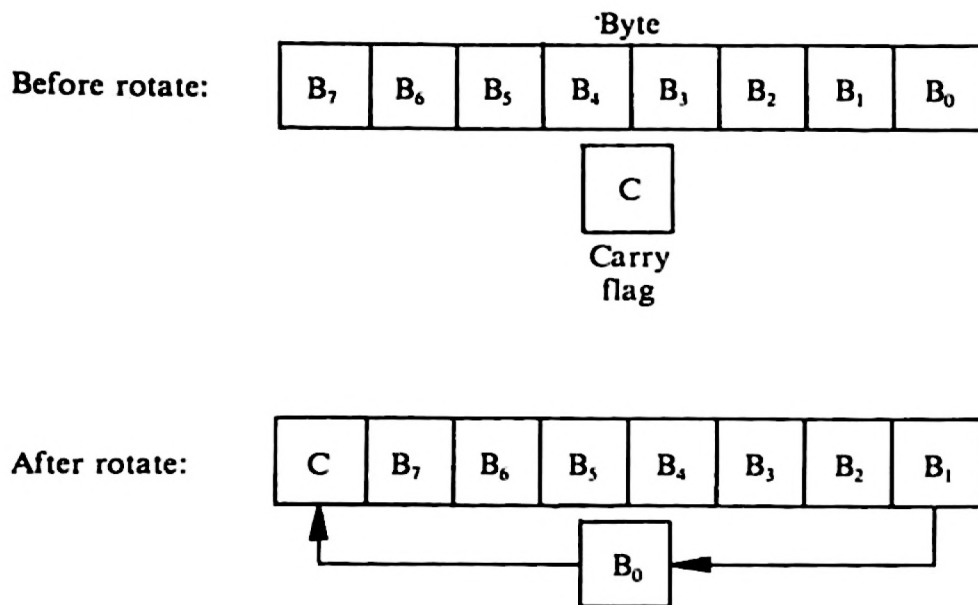 Byte
Before rotate: B₇ B₆ B₅ B₄ B₃ B₂ B₁ B₀
C
Carry
flag
After rotate: C B₇ B₆ B₅ B₄ B₃ B₂ B₁
B₀